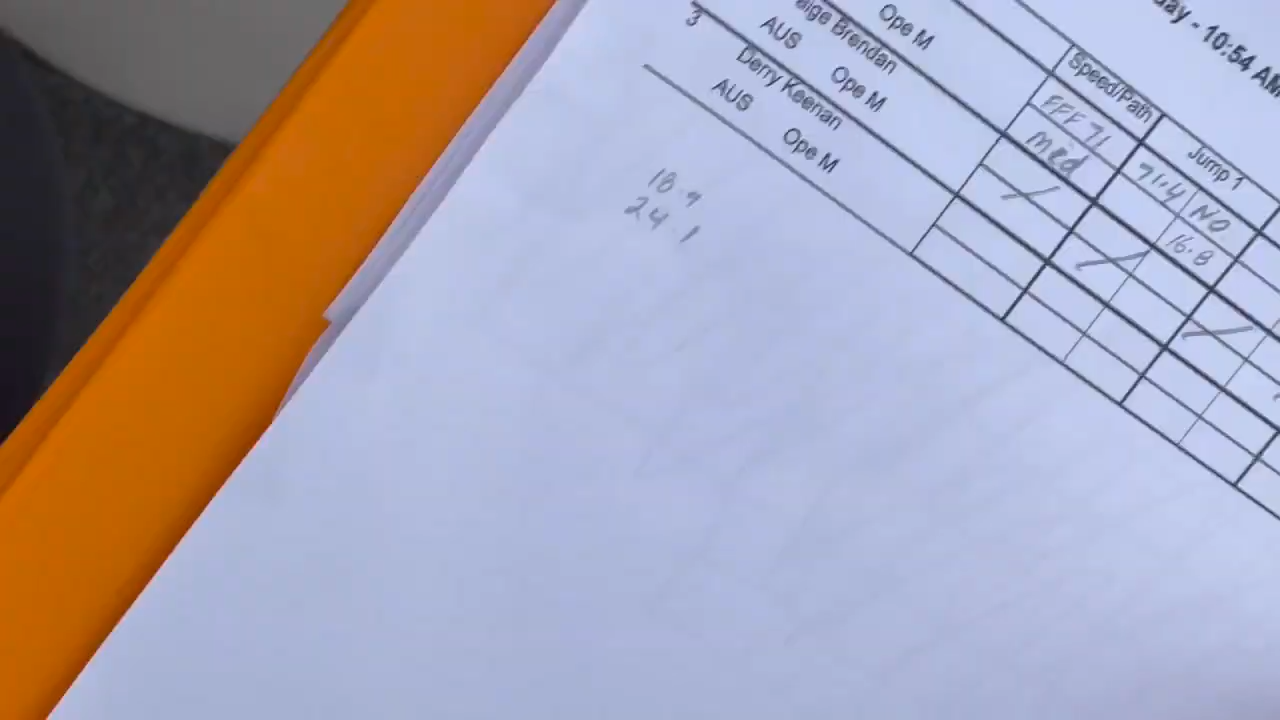 day - 10:54 AM
Speed/Path Jump 1
Ope M
FFF 71 71.4 NO
med 16.8
aige Brendan
AUS Ope M
3 Derry Keenan
AUS Ope M
18.9
24.1